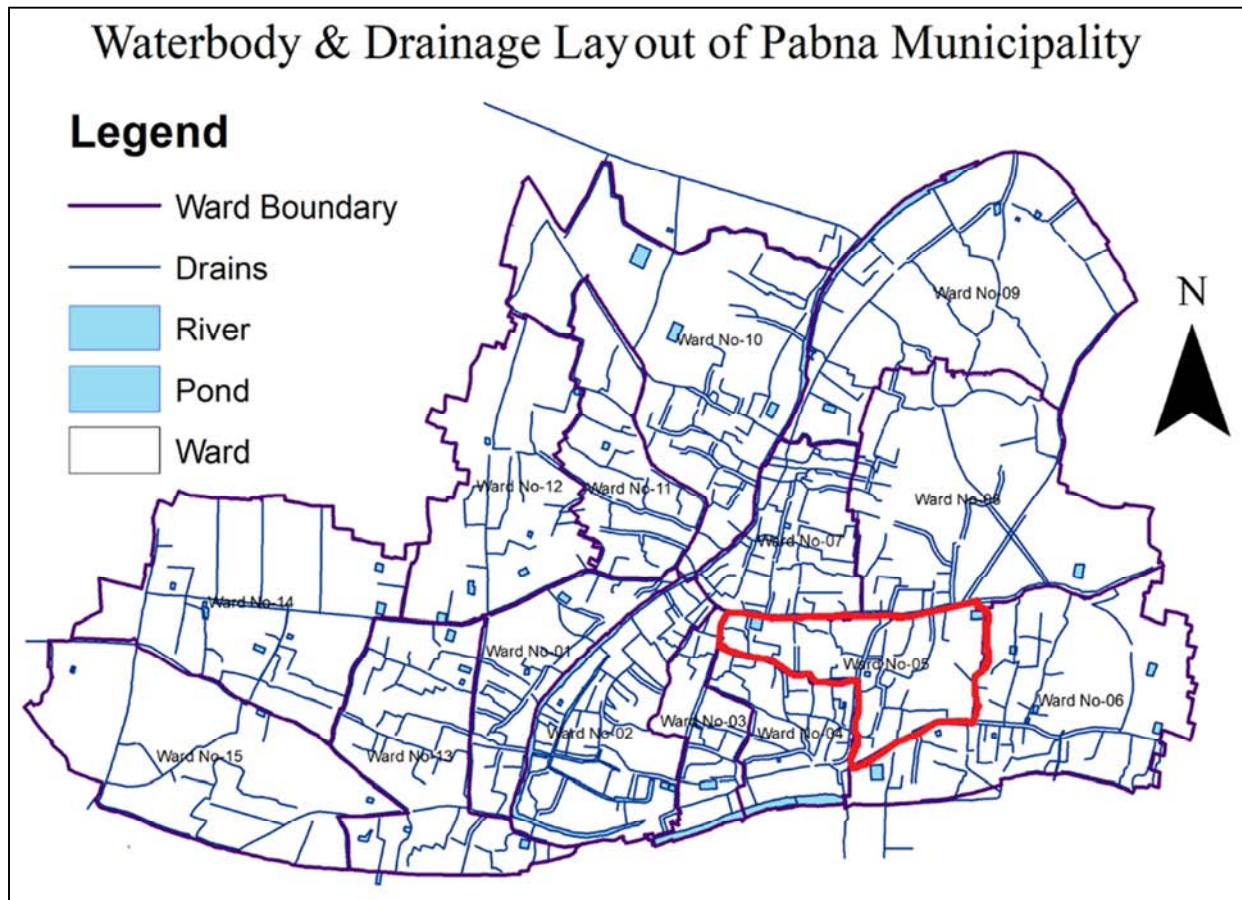 Waterbody & Drainage Layout of Pabna Municipality
Legend
Ward Boundary
Drains
River
Pond
Ward
N
Ward No-09
Ward No-10
Ward No-12
Ward No-11
Ward No-08
Ward No-07
Ward No-14
Ward No-01
Ward No-05
Ward No-06
Ward No-03
Ward No-02
Ward No-04
Ward No-15
Ward No-13